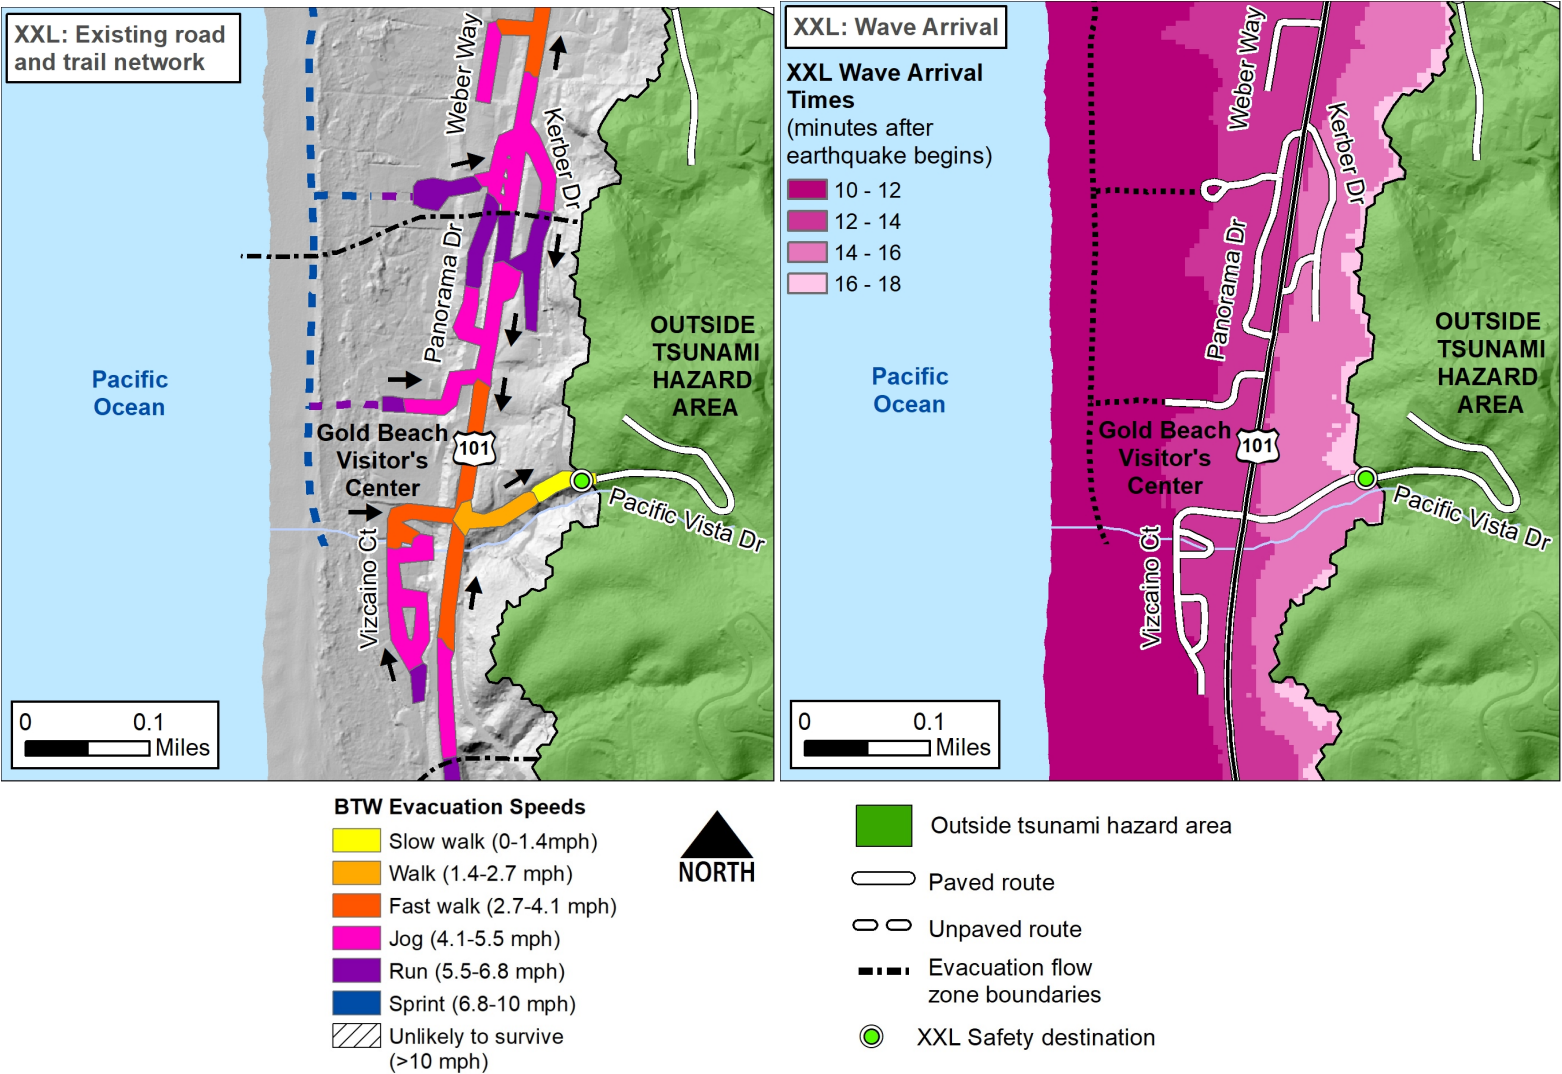 XXL: Existing road
and trail network
Weber Way
Kerber Dr
Panorama Dr
Pacific
Ocean
OUTSIDE
TSUNAMI
HAZARD
AREA
Gold Beach
Visitor's
Center
101
Pacific Vista Dr
Vizcaino Ct
0 0.1
Miles
XXL: Wave Arrival
XXL Wave Arrival
Times
(minutes after
earthquake begins)
10 - 12
12 - 14
14 - 16
16 - 18
Weber Way
Kerber Dr
Panorama Dr
Pacific
Ocean
OUTSIDE
TSUNAMI
HAZARD
AREA
Gold Beach
Visitor's
Center
101
Pacific Vista Dr
Vizcaino Ct
0 0.1
Miles
BTW Evacuation Speeds
Slow walk (0-1.4mph)
Walk (1.4-2.7 mph)
Fast walk (2.7-4.1 mph)
Jog (4.1-5.5 mph)
Run (5.5-6.8 mph)
Sprint (6.8-10 mph)
Unlikely to survive
(>10 mph)
NORTH
Outside tsunami hazard area
Paved route
Unpaved route
Evacuation flow
zone boundaries
XXL Safety destination